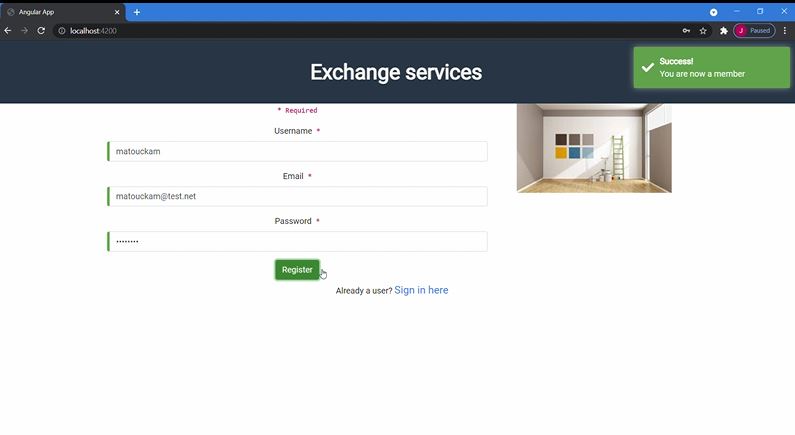 Angular App
localhost:4200
J Paused
Exchange services
Success!
You are now a member
* Required
Username *
matouckam
Email *
matouckam@test.net
Password *
••••••••
Register
Already a user? Sign in here